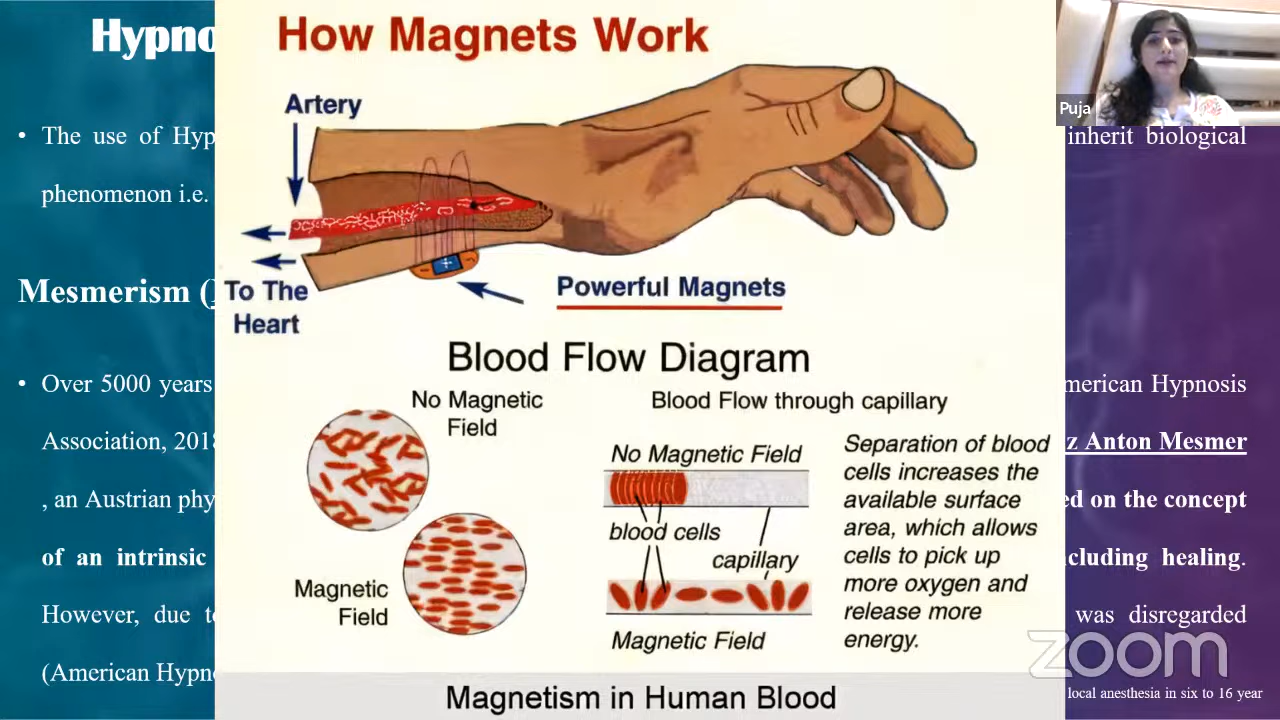 Hypno
• The use of Hyp
inherit biological
phenomenon i.e.
Mesmerism (
• Over 5000 years
merican Hypnosis
Association, 2018
z Anton Mesmer
, an Austrian phy
ed on the concept
of an intrinsic
cluding healing.
However, due to
was disregarded
(American Hypn
local anesthesia in six to 16 year
How Magnets Work
Artery
To The
Heart
Powerful Magnets
Blood Flow Diagram
No Magnetic
Field
Magnetic
Field
Blood Flow through capillary
No Magnetic Field
blood cells
capillary
Magnetic Field
Separation of blood
cells increases the
available surface
area, which allows
cells to pick up
more oxygen and
release more
energy.
Magnetism in Human Blood
Puja
zoom